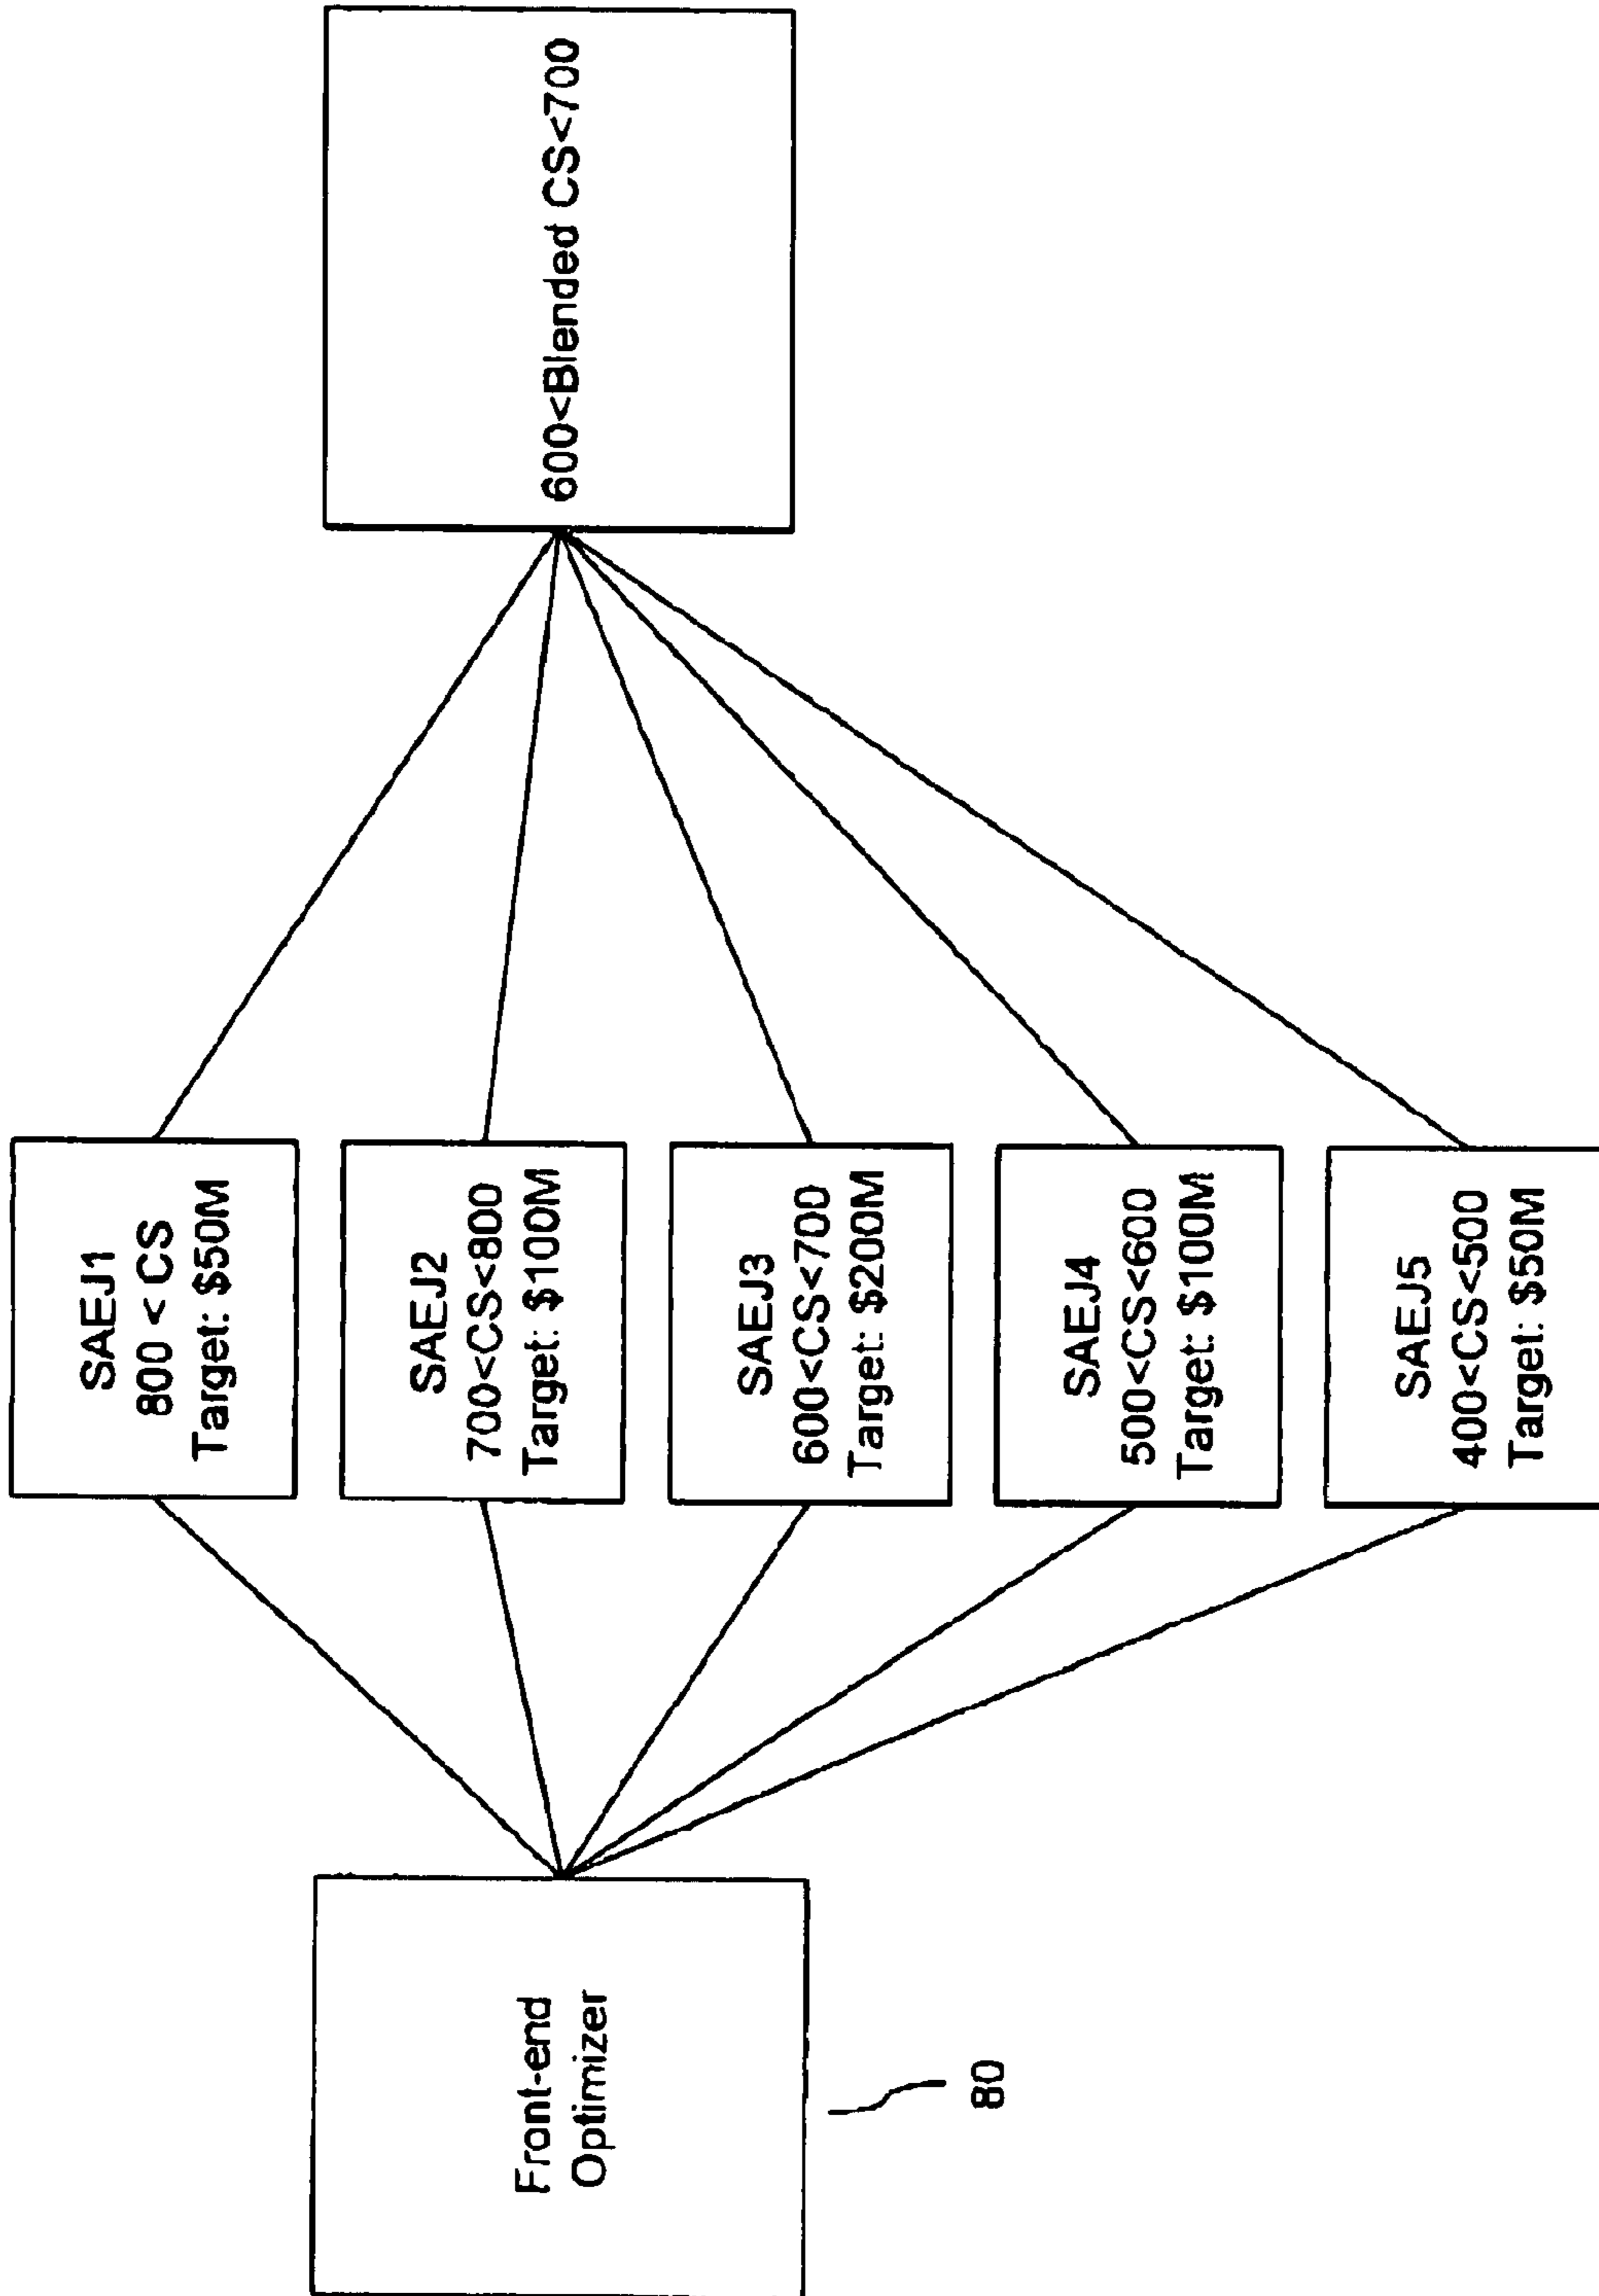 Front-end
Optimizer
80
SAEJ1
800 < CS
Target: $50M
SAEJ2
700<CS<800
Target: $100M
SAEJ3
600<CS<700
Target: $200M
SAEJ4
500<CS<600
Target: $100M
SAEJ5
400<CS<500
Target: $50M
600<Blended CS<700